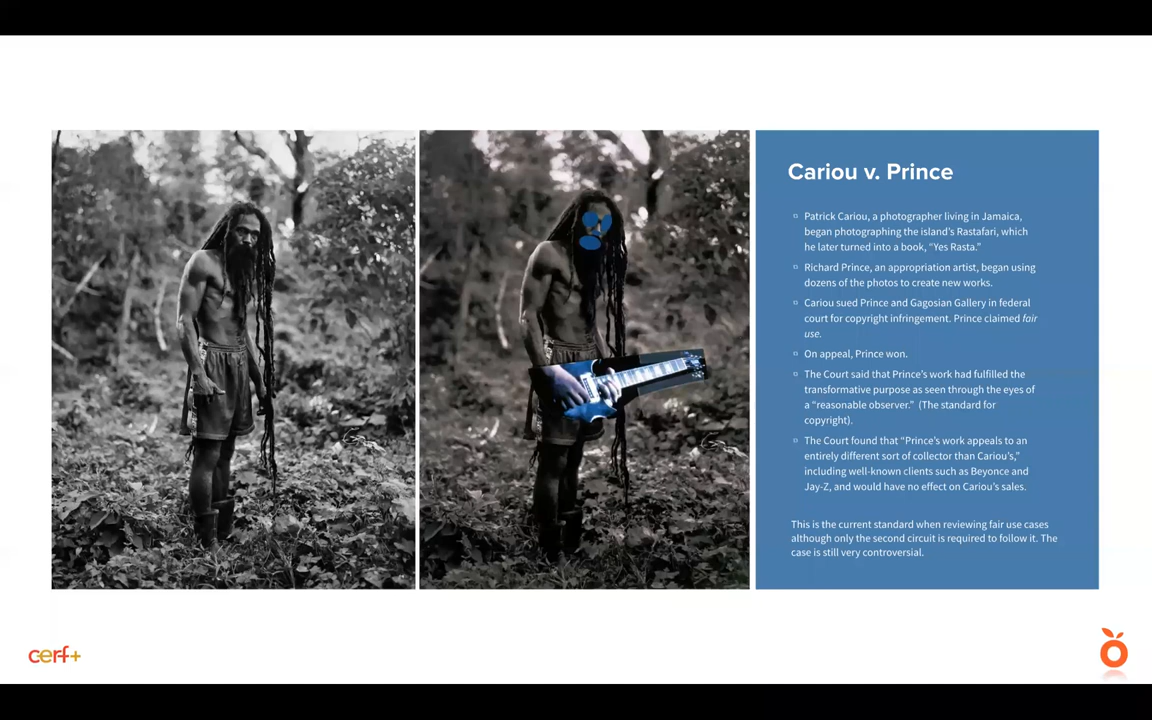 Cariou v. Prince
Patrick Cariou, a photographer living in Jamaica,
began photographing the island's Rastafari, which
he later turned into a book, “Yes Rasta.”
Richard Prince, an appropriation artist, began using
dozens of the photos to create new works.
Cariou sued Prince and Gagosian Gallery in federal
court for copyright infringement. Prince claimed fair
use.
On appeal, Prince won.
The Court said that Prince's work had fulfilled the
transformative purpose as seen through the eyes of
a “reasonable observer.” (The standard for
copyright).
The Court found that “Prince's work appeals to an
entirely different sort of collector than Cariou's,”
including well-known clients such as Beyonce and
Jay-Z, and would have no effect on Cariou's sales.
This is the current standard when reviewing fair use cases
although only the second circuit is required to follow it. The
case is still very controversial.
cerf+